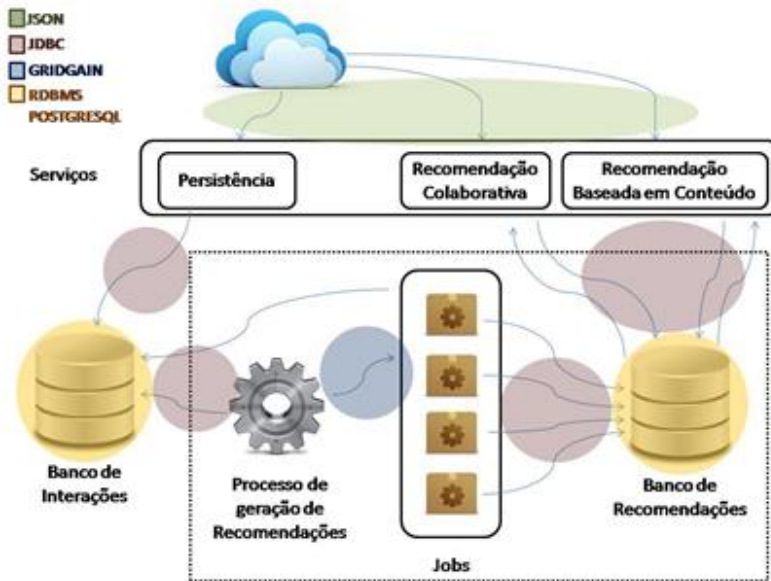 JSON
JDBC
GRIDGAIN
RDBMS
POSTGRESQL
Serviços
Persistência
Recomendação
Colaborativa
Recomendação
Baseada em Conteúdo
Banco de
Interações
Processo de
geração de
Recomendações
Jobs
Banco de
Recomendações